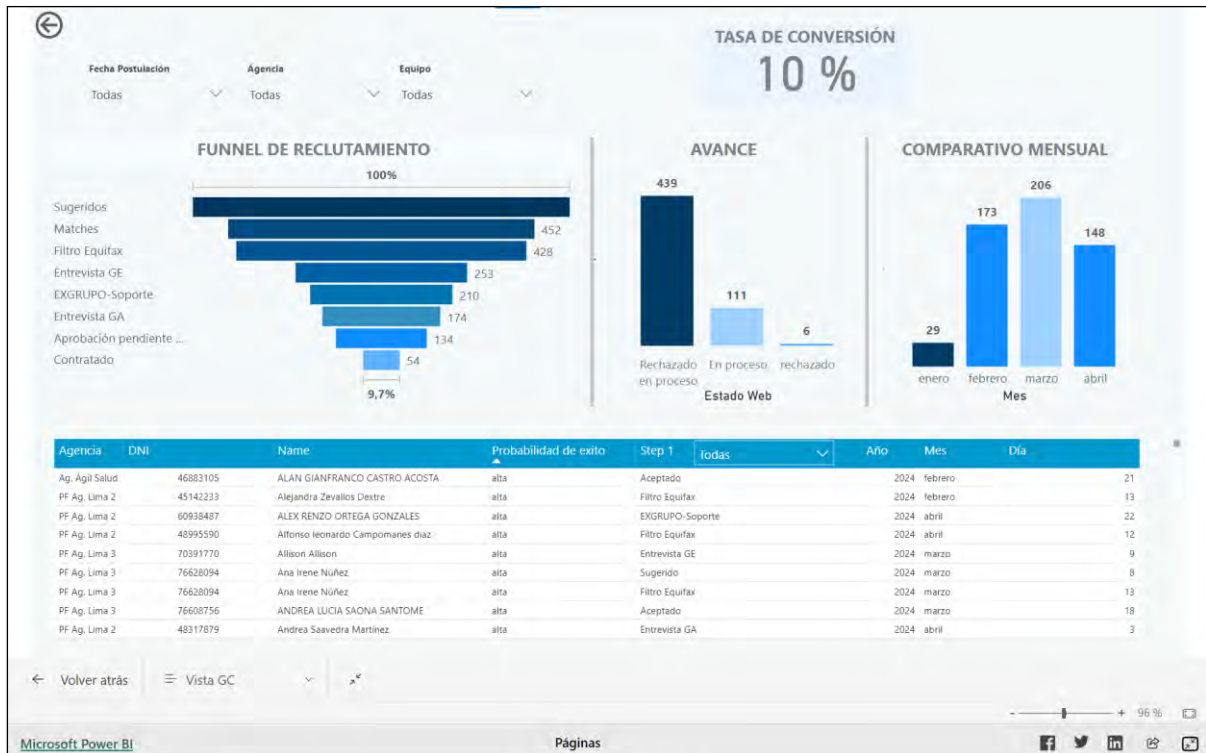 TASA DE CONVERSIÓN
10 %
Fecha Postulación Agencia Equipo
Todas Todas Todas
FUNNEL DE RECLUTAMIENTO
100%
Sugeridos
Matches 452
Filtro Equifax 428
Entrevista GE 253
EXGRUPO-Soporte 210
Entrevista GA 174
Aprobación pendiente ... 134
Contratado 54
9,7%
AVANCE
439
111
6
Rechazado en proceso En proceso rechazado
Estado Web
COMPARATIVO MENSUAL
206
173
148
29
enero febrero marzo abril
Mes
Agencia DNI Name Probabilidad de exito Step 1 Todas Año Mes Día
Ag. Ágil Salud 46883105 ALAN GIANFRANCO CASTRO ACOSTA alta Aceptado 2024 febrero 21
PF Ag. Lima 2 45142233 Alejandra Zevallos Dextre alta Filtro Equifax 2024 febrero 13
PF Ag. Lima 2 60938487 ALEX RENZO ORTEGA GONZALES alta EXGRUPO-Soporte 2024 abril 22
PF Ag. Lima 2 48995590 Alfonso leonardo Campomanes diaz alta Filtro Equifax 2024 abril 12
PF Ag. Lima 3 70391770 Allison Allison alta Entrevista GE 2024 marzo 9
PF Ag. Lima 3 76628094 Ana Irene Núñez alta Sugerido 2024 marzo 8
PF Ag. Lima 3 76628094 Ana Irene Núñez alta Filtro Equifax 2024 marzo 13
PF Ag. Lima 3 76608756 ANDREA LUCIA SAONA SANTOME alta Aceptado 2024 marzo 18
PF Ag. Lima 2 48317879 Andrea Saavedra Martínez alta Entrevista GA 2024 abril 3
Volver atrás Vista GC
- + 96 %
Microsoft Power BI Páginas